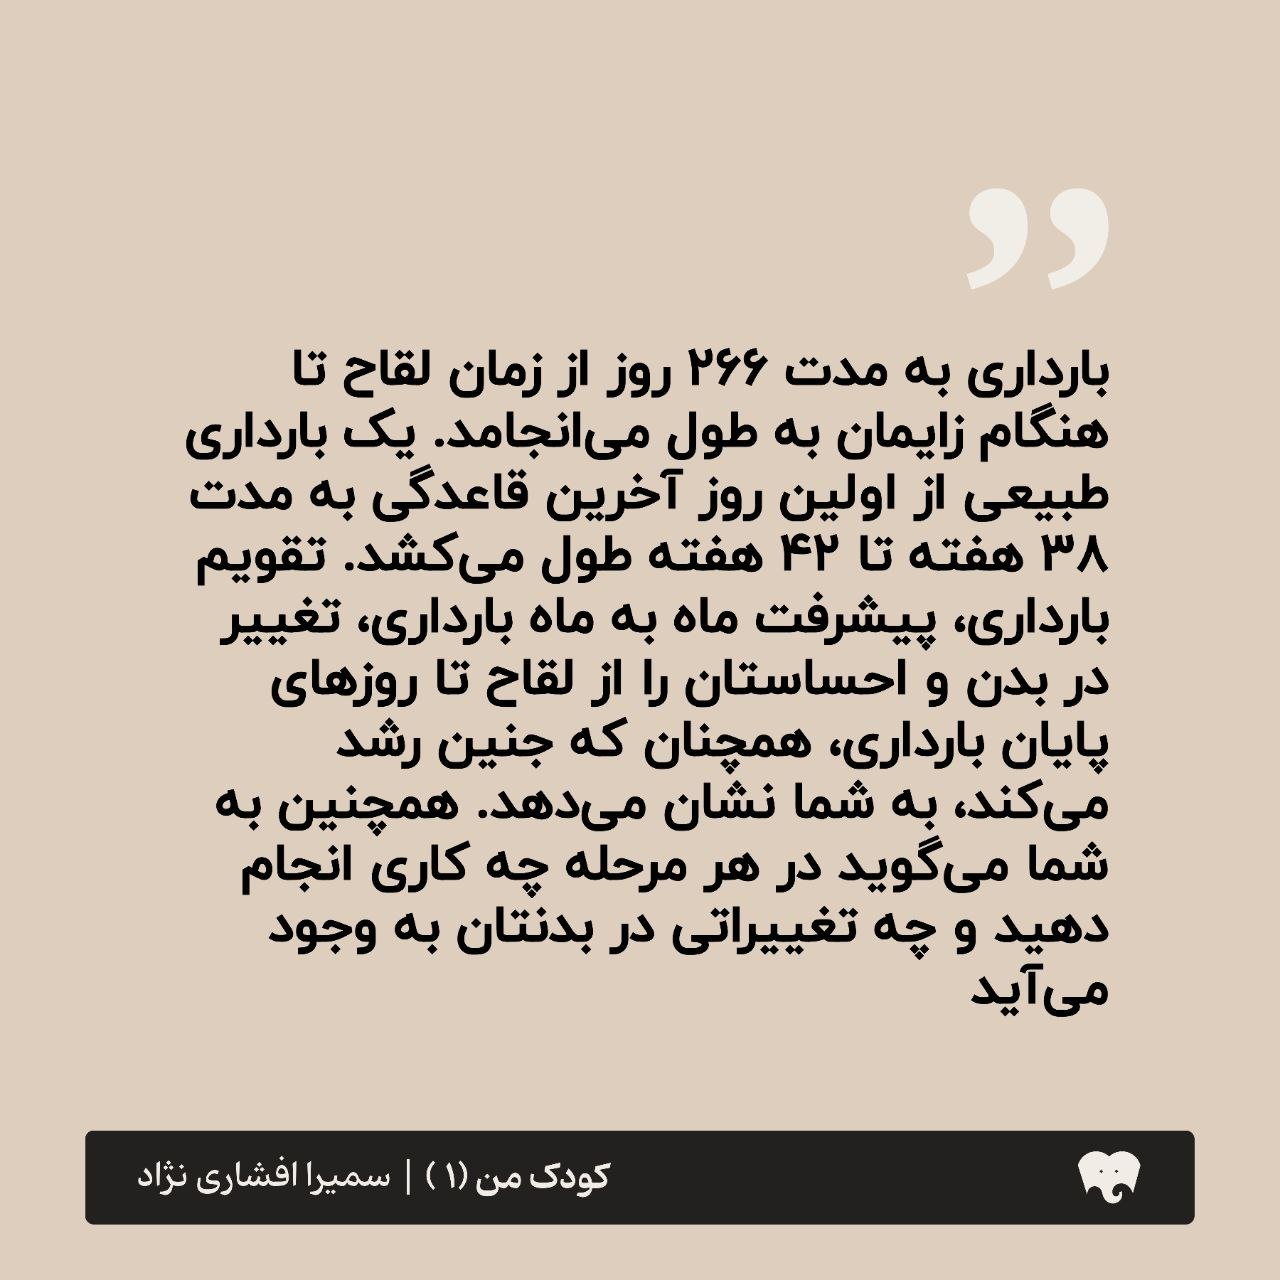 ”
بارداری به مدت ۲۶۶ روز از زمان لقاح تا
هنگام زایمان به طول می‌انجامد. یک بارداری
طبیعی از اولین روز آخرین قاعدگی به مدت
۳۸ هفته تا ۴۲ هفته طول می‌کشد. تقویم
بارداری، پیشرفت ماه به ماه بارداری، تغییر
در بدن و احساستان را از لقاح تا روزهای
پایان بارداری، همچنان که جنین رشد
می‌کند، به شما نشان می‌دهد. همچنین به
شما می‌گوید در هر مرحله چه کاری انجام
دهید و چه تغییراتی در بدنتان به وجود
می‌آید
کودک من (۱) | سمیرا افشاری نژاد